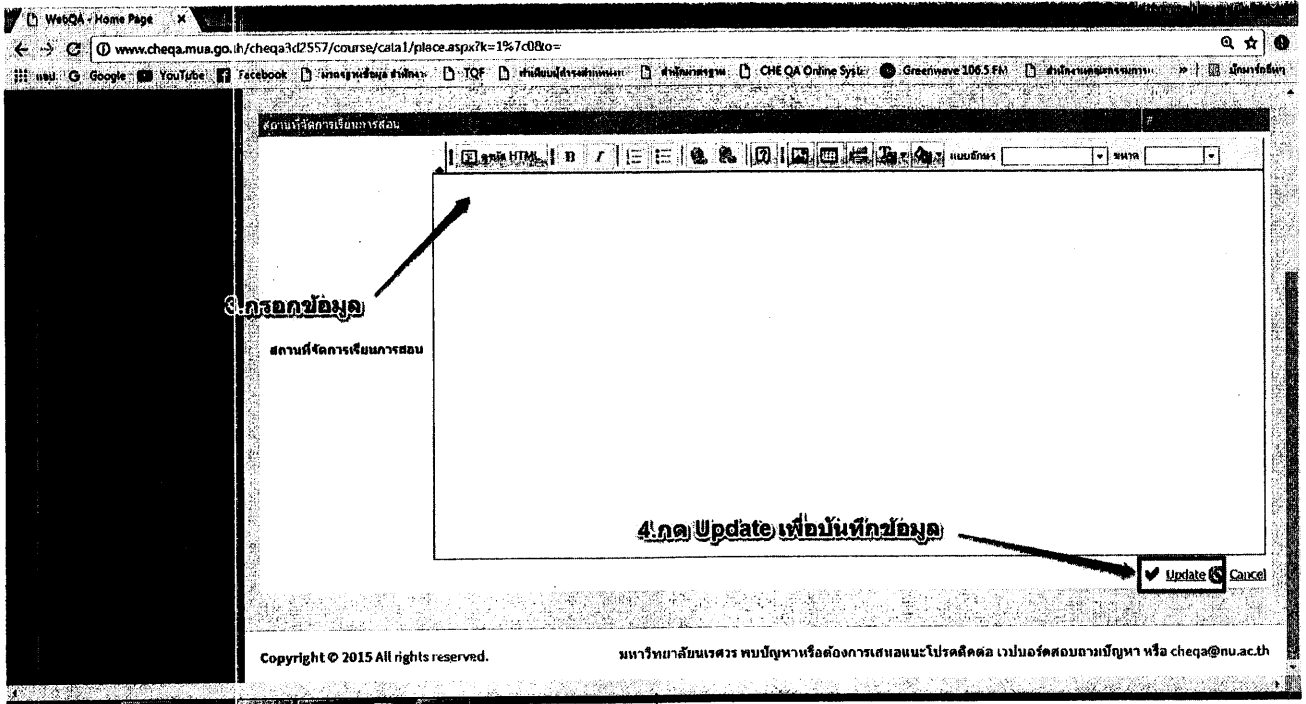 WebQA - Home Page
www.cheqa.mua.go.th/cheqa3d2557/course/cata1/place.aspx?k=1%7c0&o=
แอป Google YouTube Facebook TQF CHE QA Online Syste Greenwave 106.5 FM
สถานที่จัดการเรียนการสอน #
ดูรหัส HTML B I แบบอักษร ขนาด
3.กรอกข้อมูล
สถานที่จัดการเรียนการสอน
4.กด Update เพื่อบันทึกข้อมูล
Update Cancel
Copyright © 2015 All rights reserved. มหาวิทยาลัยนเรศวร พบปัญหาหรือต้องการเสนอแนะโปรดติดต่อ เวปบอร์ดสอบถามปัญหา หรือ cheqa@nu.ac.th